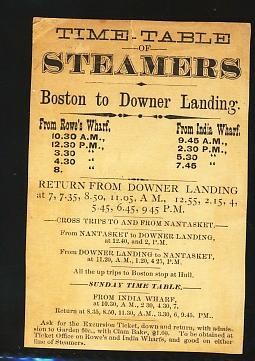 TIME-TABLE
OF
STEAMERS
Boston to Downer Landing.
From Rowe's Wharf,
10.30 A.M.,
12.30 P.M.,
3.30 "
4.30 "
8. "
From India Wharf.
9.45 A.M.,
2.30 P.M.,
5.30 "
7.45 "
RETURN FROM DOWNER LANDING
at 7, 7.35, 8.50, 11.05, A M., 12.55, 2.15, 4,
5.45, 6.45, 9 45 P.M.
CROSS TRIPS TO AND FROM NANTASKET,
From NANTASKET to DOWNER LANDING,
at 12.40, and 2, P.M.
From DOWNER LANDING to NANTASKET,
at 11.20, A.M., 1.20, 4 25, P.M.
All the up trips to Boston stop at Hull.
SUNDAY TIME TABLE,
FROM INDIA WHARF,
at 10.30, A M., 2 30, 4.30, 7,
Return at 8.35, 8.50, 11.30, A.M., 3.30, 6, 9.45, PM.
Ask for the Excursion Ticket, down and return, with admis-
sion to Garden &c., with Clam Bake, $1.00. To be obtained at
Ticket Office on Rowe's and India Wharfs, and good on either
line of Steamers.